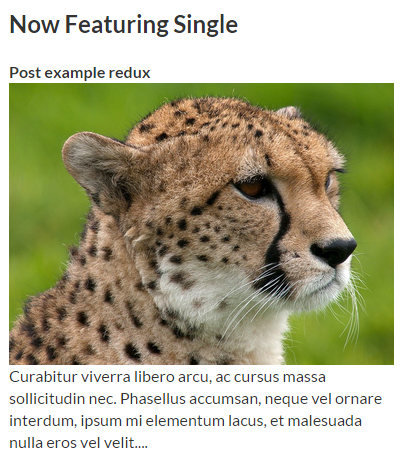 Now Featuring Single
Post example redux
Curabitur viverra libero arcu, ac cursus massa
sollicitudin nec. Phasellus accumsan, neque vel ornare
interdum, ipsum mi elementum lacus, et malesuada
nulla eros vel velit....